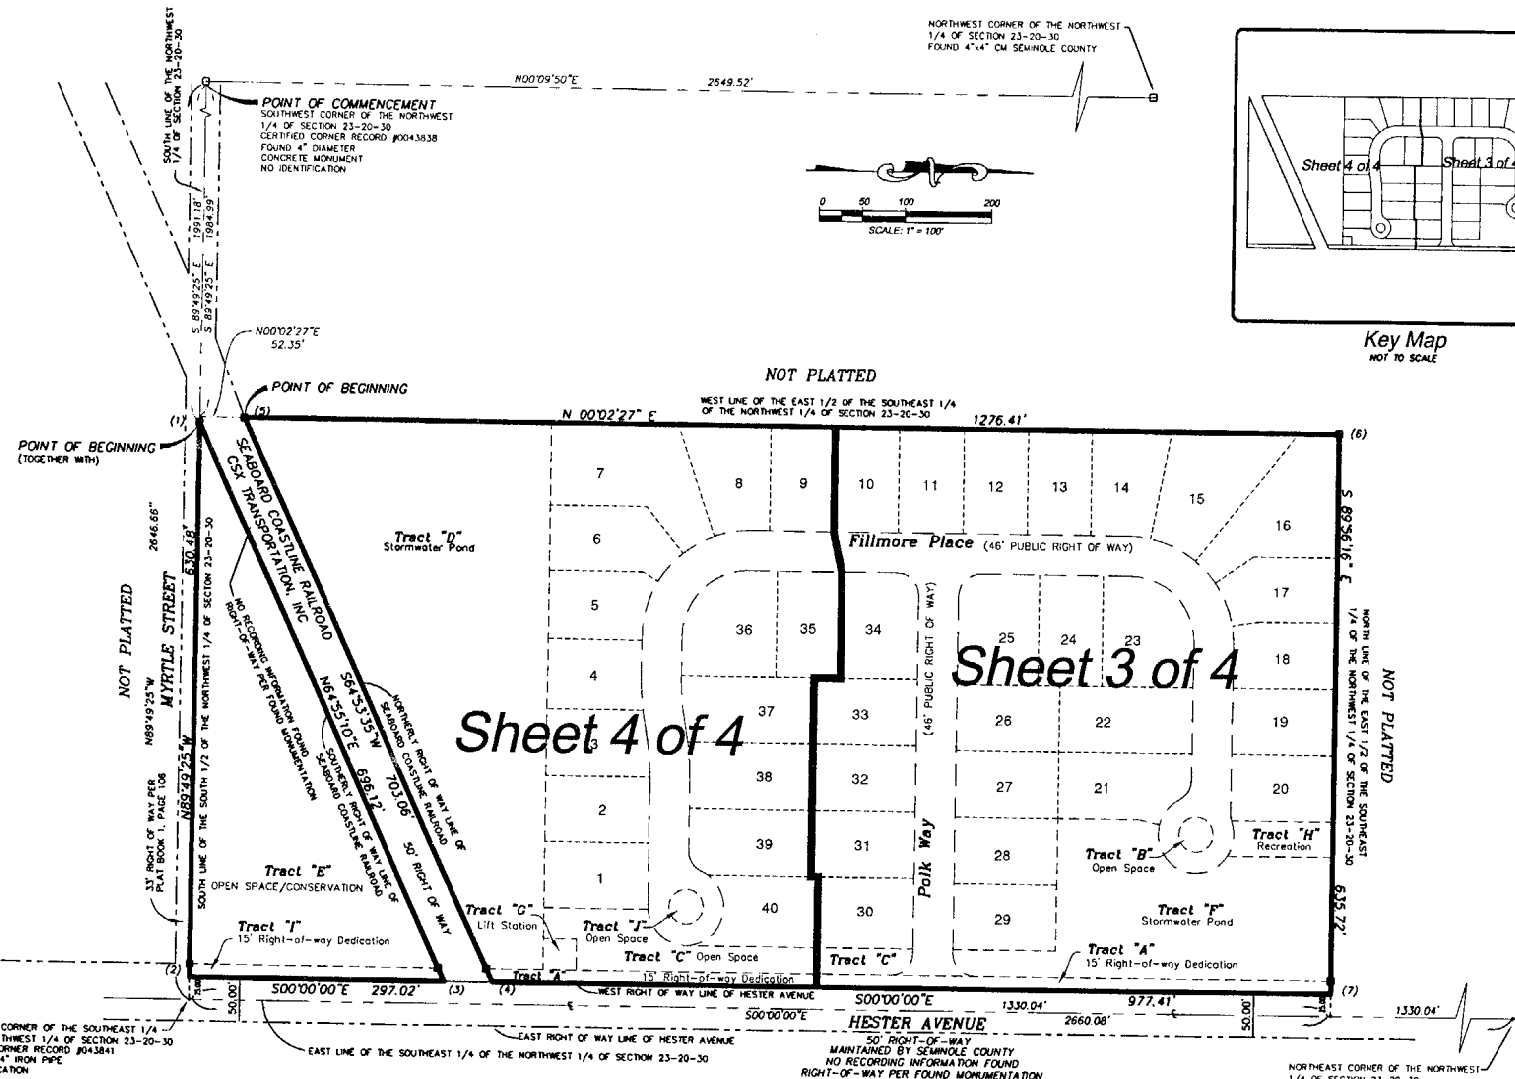 NORTHWEST CORNER OF THE NORTHWEST
1/4 OF SECTION 23-20-30
FOUND 4"x4" CM SEMINOLE COUNTY
SOUTH LINE OF THE NORTHWEST
1/4 OF SECTION 23-20-30
N00°09'50"E
2549.52'
POINT OF COMMENCEMENT
SOUTHWEST CORNER OF THE NORTHWEST
1/4 OF SECTION 23-20-30
CERTIFIED CORNER RECORD #0043838
FOUND 4" DIAMETER
CONCRETE MONUMENT
NO IDENTIFICATION
S 89°49'25" E 1991.18'
S 89°49'25" E 1984.99'
0 50 100 200
SCALE: 1" = 100'
Sheet 4 of 4
Sheet 3 of 4
Key Map
NOT TO SCALE
N00°02'27"E
52.35'
POINT OF BEGINNING
(1)
(5)
POINT OF BEGINNING
(TOGETHER WITH)
NOT PLATTED
N 00°02'27" E
WEST LINE OF THE EAST 1/2 OF THE SOUTHEAST 1/4
OF THE NORTHWEST 1/4 OF SECTION 23-20-30
1276.41'
(6)
7
8
9
10
11
12
13
14
15
16
Tract "D"
Stormwater Pond
6
Fillmore Place (46' PUBLIC RIGHT OF WAY)
5
17
36
35
34
25
24
23
4
18
Sheet 4 of 4
Sheet 3 of 4
37
33
26
22
19
3
38
32
27
21
20
2
39
31
28
Tract "B"
Open Space
Tract "H"
Recreation
1
40
30
29
Tract "F"
Stormwater Pond
Polk Way
(46' PUBLIC RIGHT OF WAY)
SEABOARD COASTLINE RAILROAD
CSX TRANSPORTATION, INC
NO RECORDING INFORMATION FOUND
RIGHT-OF-WAY PER FOUND MONUMENTATION
S64°53'35"W 703.06'
N64°55'10"E 696.12'
NORTHERLY RIGHT OF WAY LINE OF
SEABOARD COASTLINE RAILROAD
SOUTHERLY RIGHT OF WAY LINE OF
SEABOARD COASTLINE RAILROAD
50' RIGHT OF WAY
NOT PLATTED
MYRTLE STREET
N89°49'25"W 2646.66'
N89°49'25"W 630.48'
33' RIGHT OF WAY PER
PLAT BOOK 1, PAGE 106
SOUTH LINE OF THE SOUTH 1/2 OF THE NORTHWEST 1/4 OF SECTION 23-20-30
Tract "E"
OPEN SPACE/CONSERVATION
Tract "I"
15' Right-of-way Dedication
Tract "G"
Lift Station
Tract "J"
Open Space
Tract "C" Open Space
Tract "C"
Tract "A"
15' Right-of-way Dedication
Tract "A"
15' Right-of-way Dedication
S 89°56'16" E
635.72'
NORTH LINE OF THE EAST 1/2 OF THE SOUTHEAST
1/4 OF THE NORTHWEST 1/4 OF SECTION 23-20-30
NOT PLATTED
(2)
(3)
(4)
(7)
S00°00'00"E 297.02'
WEST RIGHT OF WAY LINE OF HESTER AVENUE
S00°00'00"E
977.41'
50.00'
S00°00'00"E
1330.04'
2660.08'
50.00'
1330.04'
HESTER AVENUE
50' RIGHT-OF-WAY
MAINTAINED BY SEMINOLE COUNTY
NO RECORDING INFORMATION FOUND
RIGHT-OF-WAY PER FOUND MONUMENTATION
EAST RIGHT OF WAY LINE OF HESTER AVENUE
EAST LINE OF THE SOUTHEAST 1/4 OF THE NORTHWEST 1/4 OF SECTION 23-20-30
CORNER OF THE SOUTHEAST 1/4
THWEST 1/4 OF SECTION 23-20-30
ORNER RECORD #043841
4" IRON PIPE
CATION
NORTHEAST CORNER OF THE NORTHWEST
1/4 OF SECTION 23-20-30